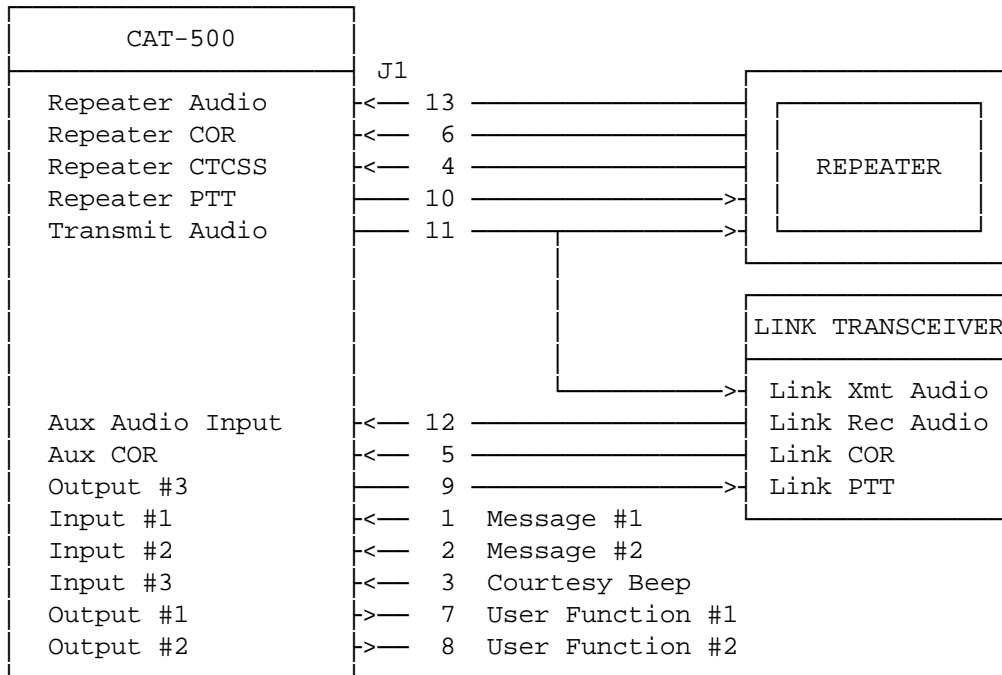 CAT-500
J1
Repeater Audio 13
Repeater COR 6
Repeater CTCSS 4 REPEATER
Repeater PTT 10
Transmit Audio 11
LINK TRANSCEIVER
Link Xmt Audio
Aux Audio Input 12 Link Rec Audio
Aux COR 5 Link COR
Output #3 9 Link PTT
Input #1 1 Message #1
Input #2 2 Message #2
Input #3 3 Courtesy Beep
Output #1 7 User Function #1
Output #2 8 User Function #2